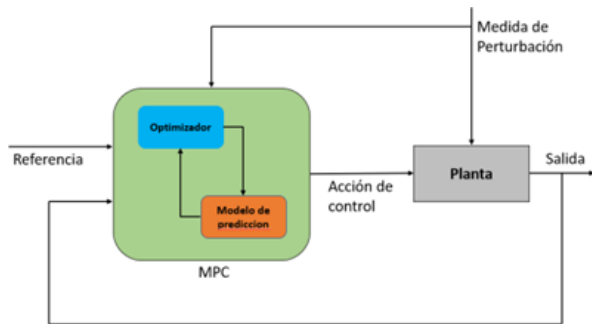 Medida de
Perturbación
Optimizador
Referencia
Modelo de
prediccion
MPC
Acción de
control
Planta
Salida